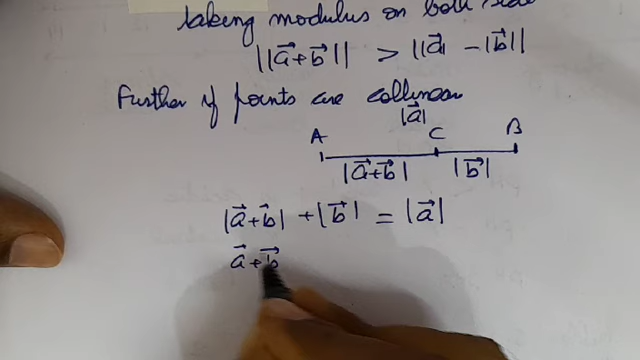 taking modulus on both side
||a⃗+b⃗|| > ||a⃗| - |b⃗||
Further if points are collinear
|a⃗|
A C B
|a⃗+b⃗| |b⃗|
|a⃗+b⃗| + |b⃗| = |a⃗|
a⃗+b⃗